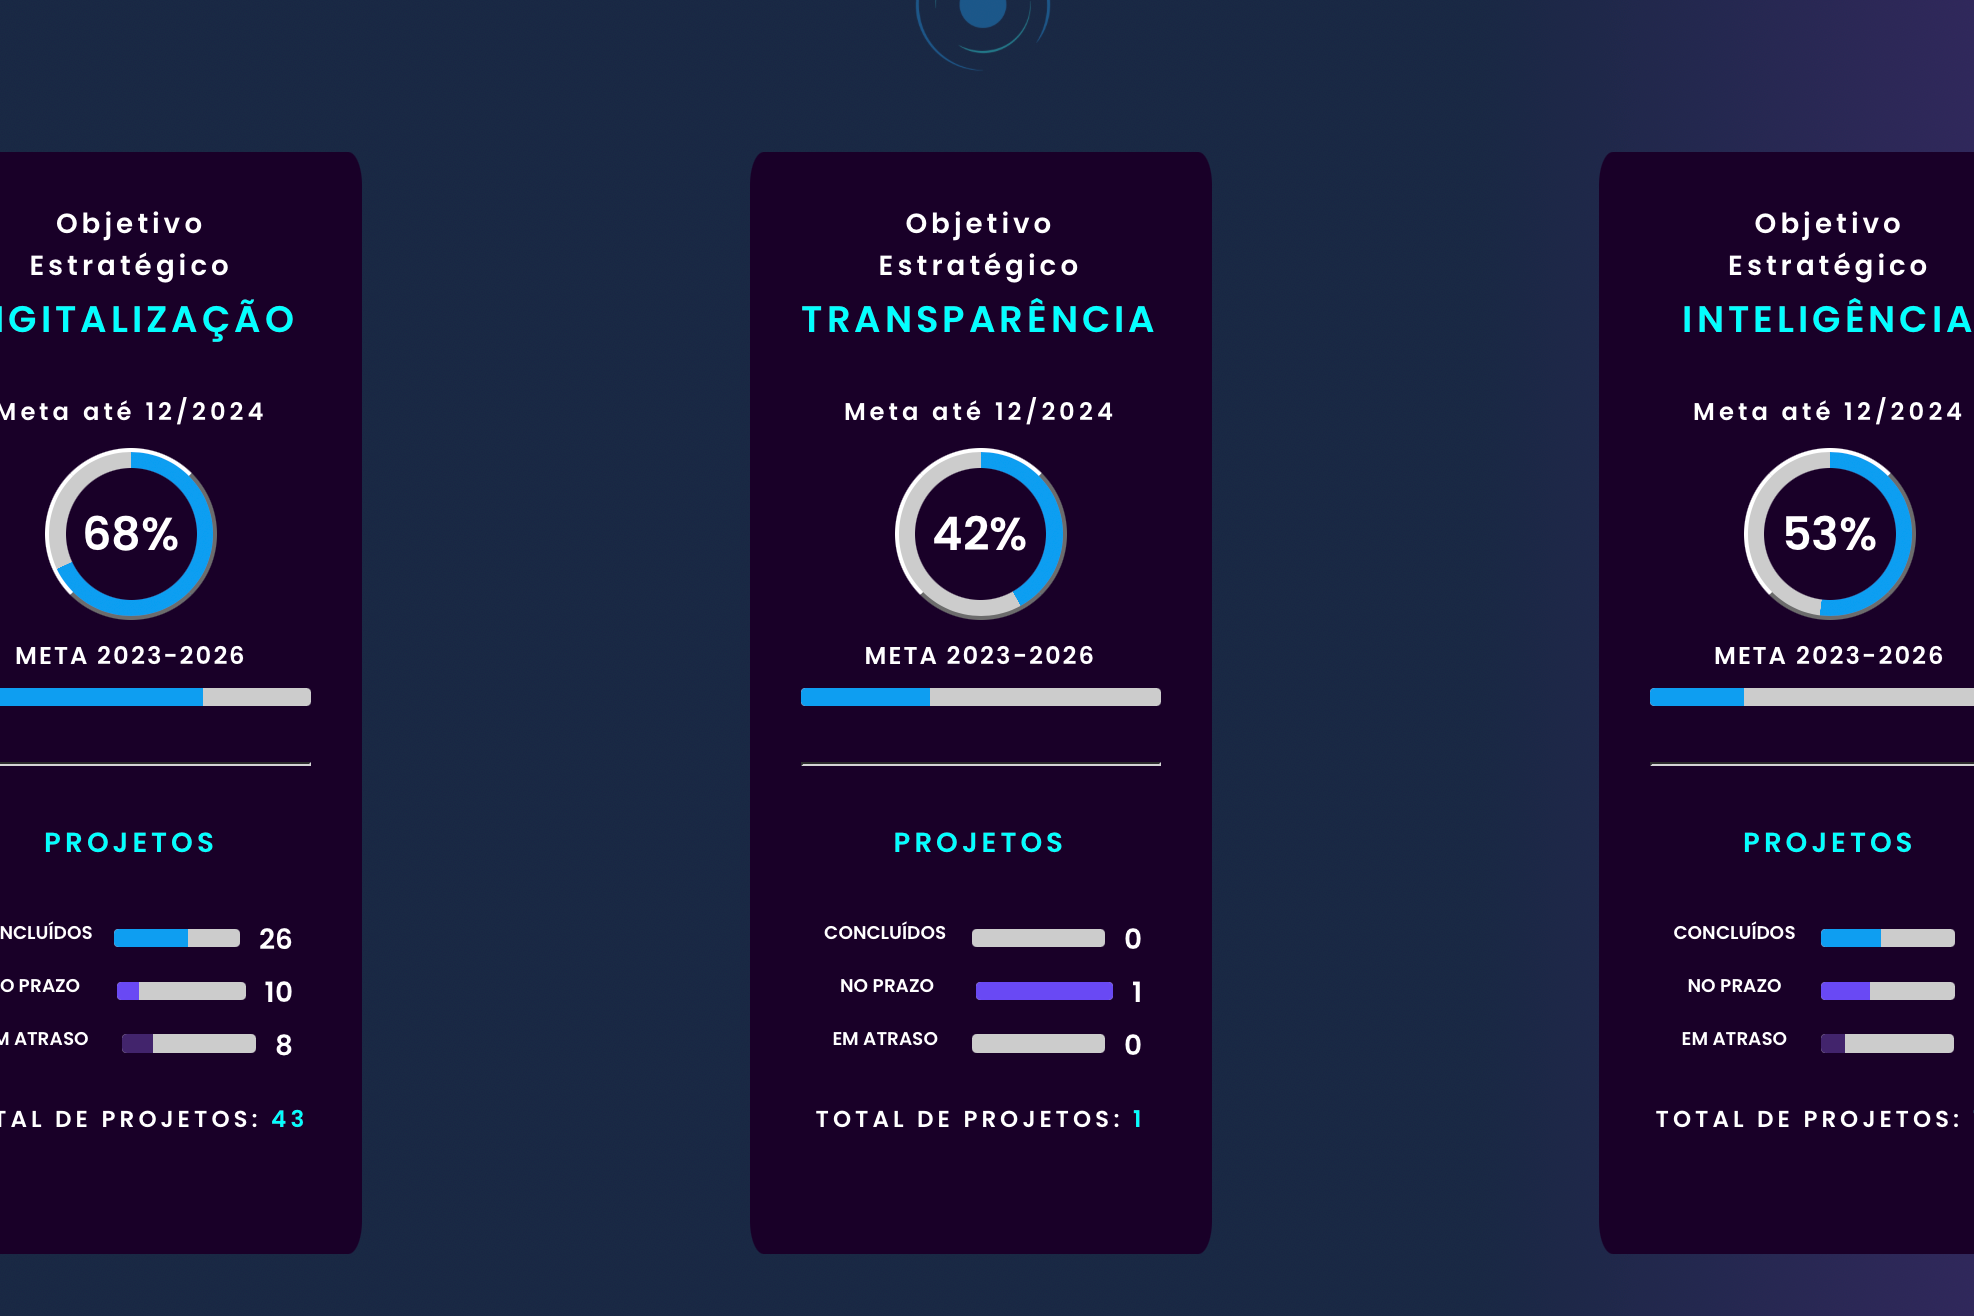 Objetivo
Estratégico
IGITALIZAÇÃO
Meta até 12/2024
68%
META 2023-2026
PROJETOS
NCLUÍDOS 26
O PRAZO 10
M ATRASO 8
TAL DE PROJETOS: 43
Objetivo
Estratégico
TRANSPARÊNCIA
Meta até 12/2024
42%
META 2023-2026
PROJETOS
CONCLUÍDOS 0
NO PRAZO 1
EM ATRASO 0
TOTAL DE PROJETOS: 1
Objetivo
Estratégico
INTELIGÊNCIA
Meta até 12/2024
53%
META 2023-2026
PROJETOS
CONCLUÍDOS
NO PRAZO
EM ATRASO
TOTAL DE PROJETOS: